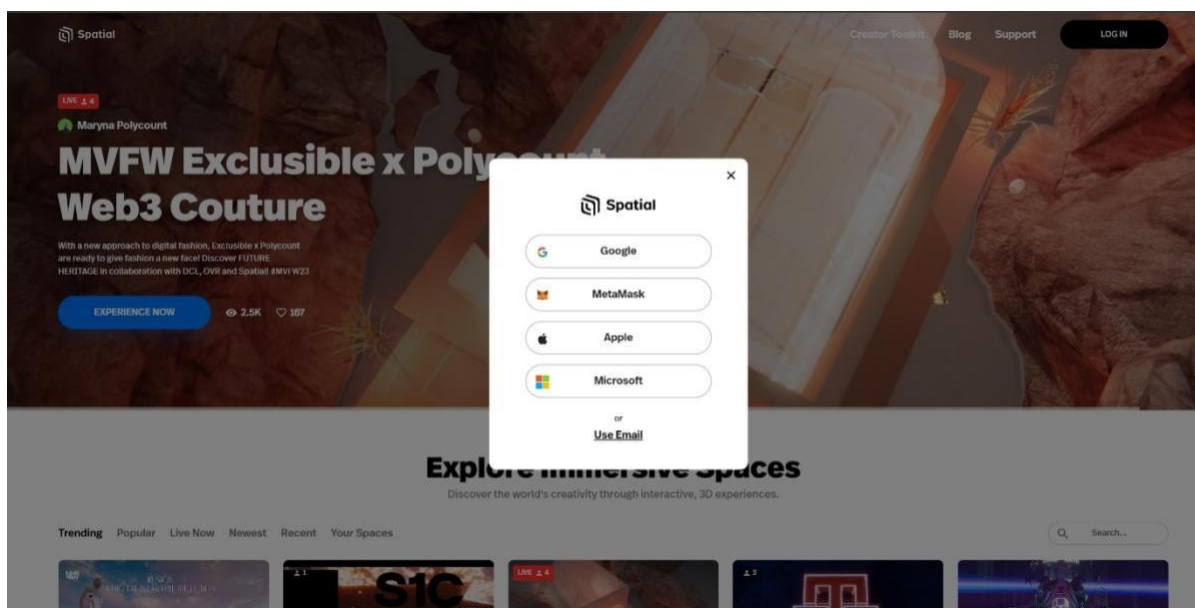 Spatial
Creator Toolkit Blog Support LOG IN
LIVE 4
Maryna Polycount
MVFW Exclusible x Polycount
Web3 Couture
With a new approach to digital fashion, Exclusible x Polycount
are ready to give fashion a new face! Discover FUTURE
HERITAGE in collaboration with DCL, OVR and Spatial! #MVFW23
EXPERIENCE NOW 2.5K 167
Spatial
Google
MetaMask
Apple
Microsoft
or
Use Email
Explore Immersive Spaces
Discover the world's creativity through interactive, 3D experiences.
Trending Popular Live Now Newest Recent Your Spaces Search...
1
S1C
LIVE 4
3